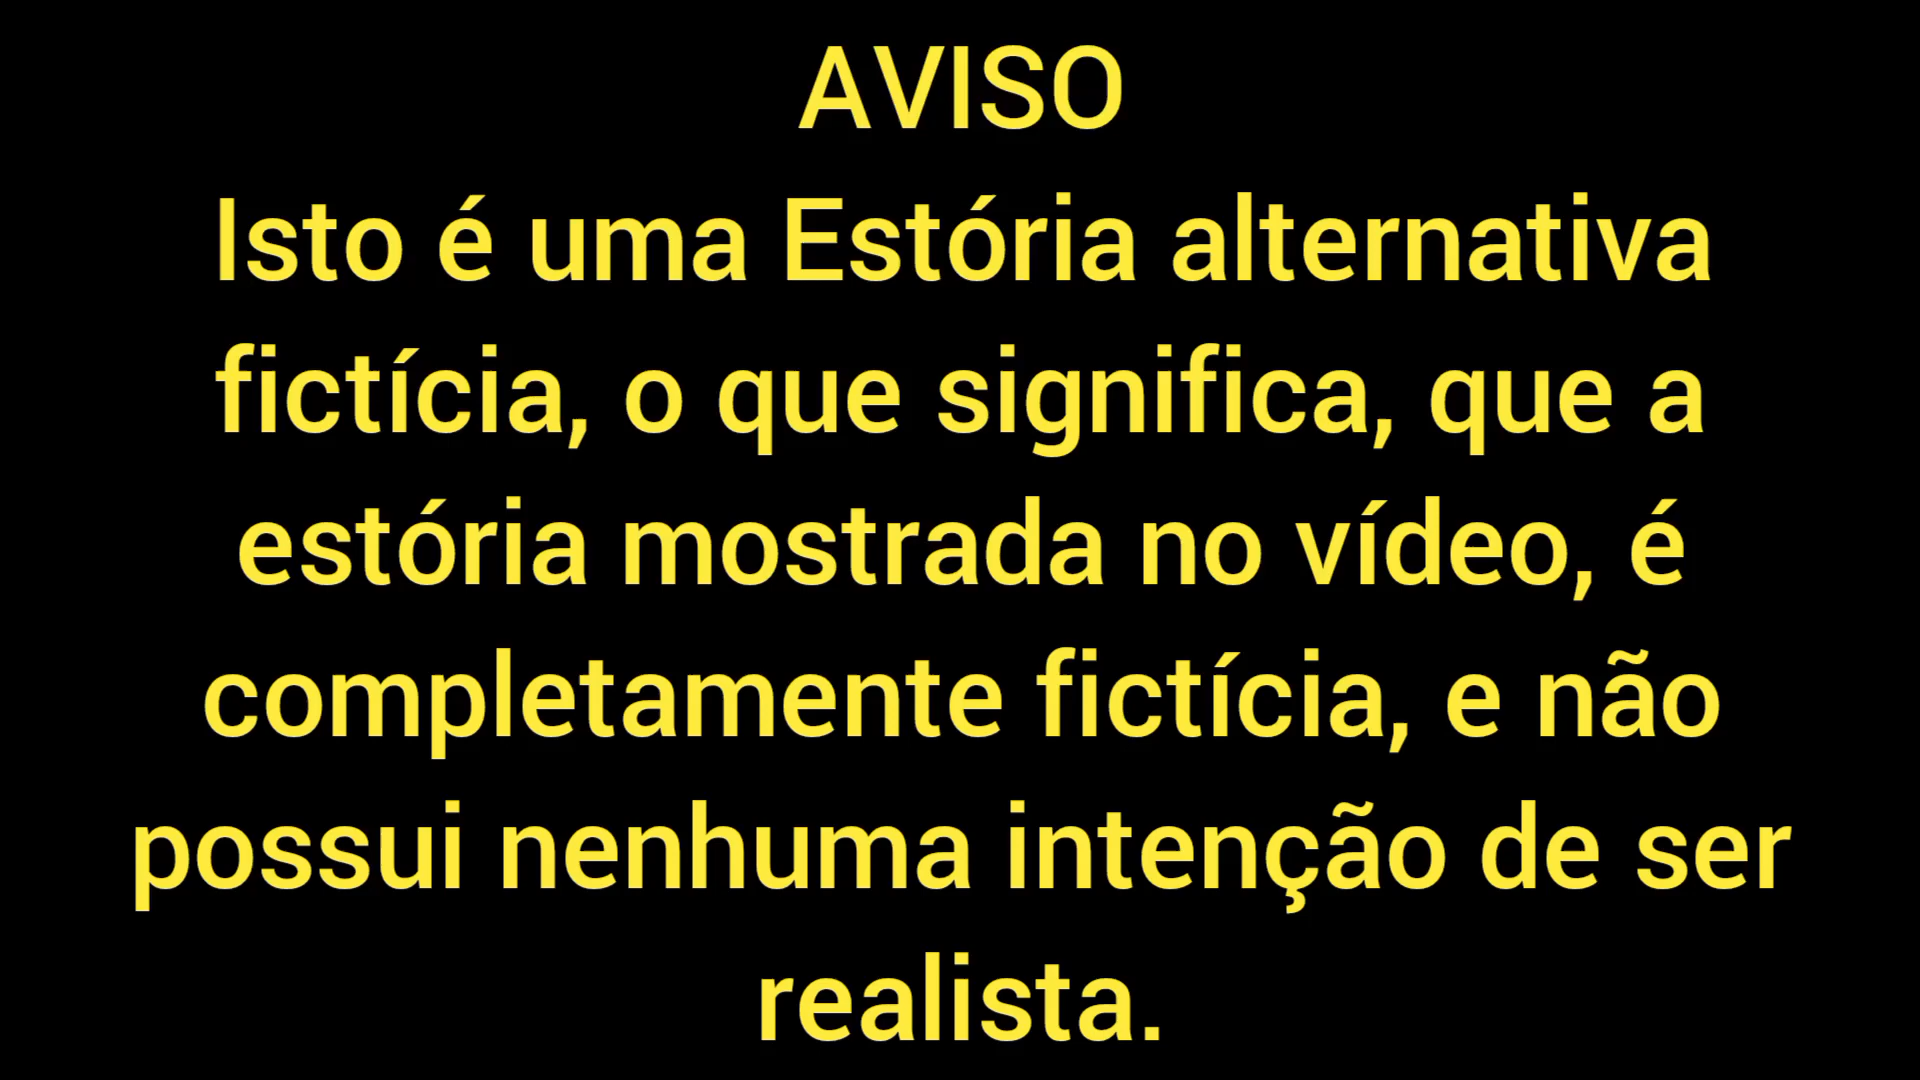 AVISO
Isto é uma Estória alternativa
fictícia, o que significa, que a
estória mostrada no vídeo, é
completamente fictícia, e não
possui nenhuma intenção de ser
realista.